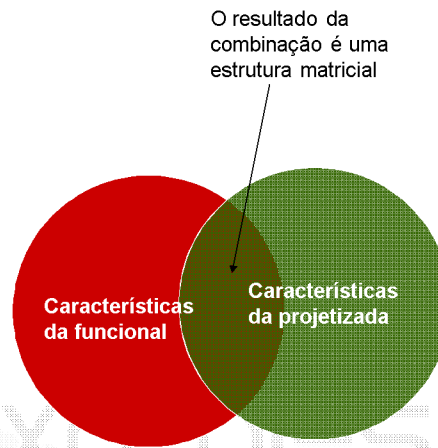 O resultado da
combinação é uma
estrutura matricial
Características
da funcional
Características
da projetizada